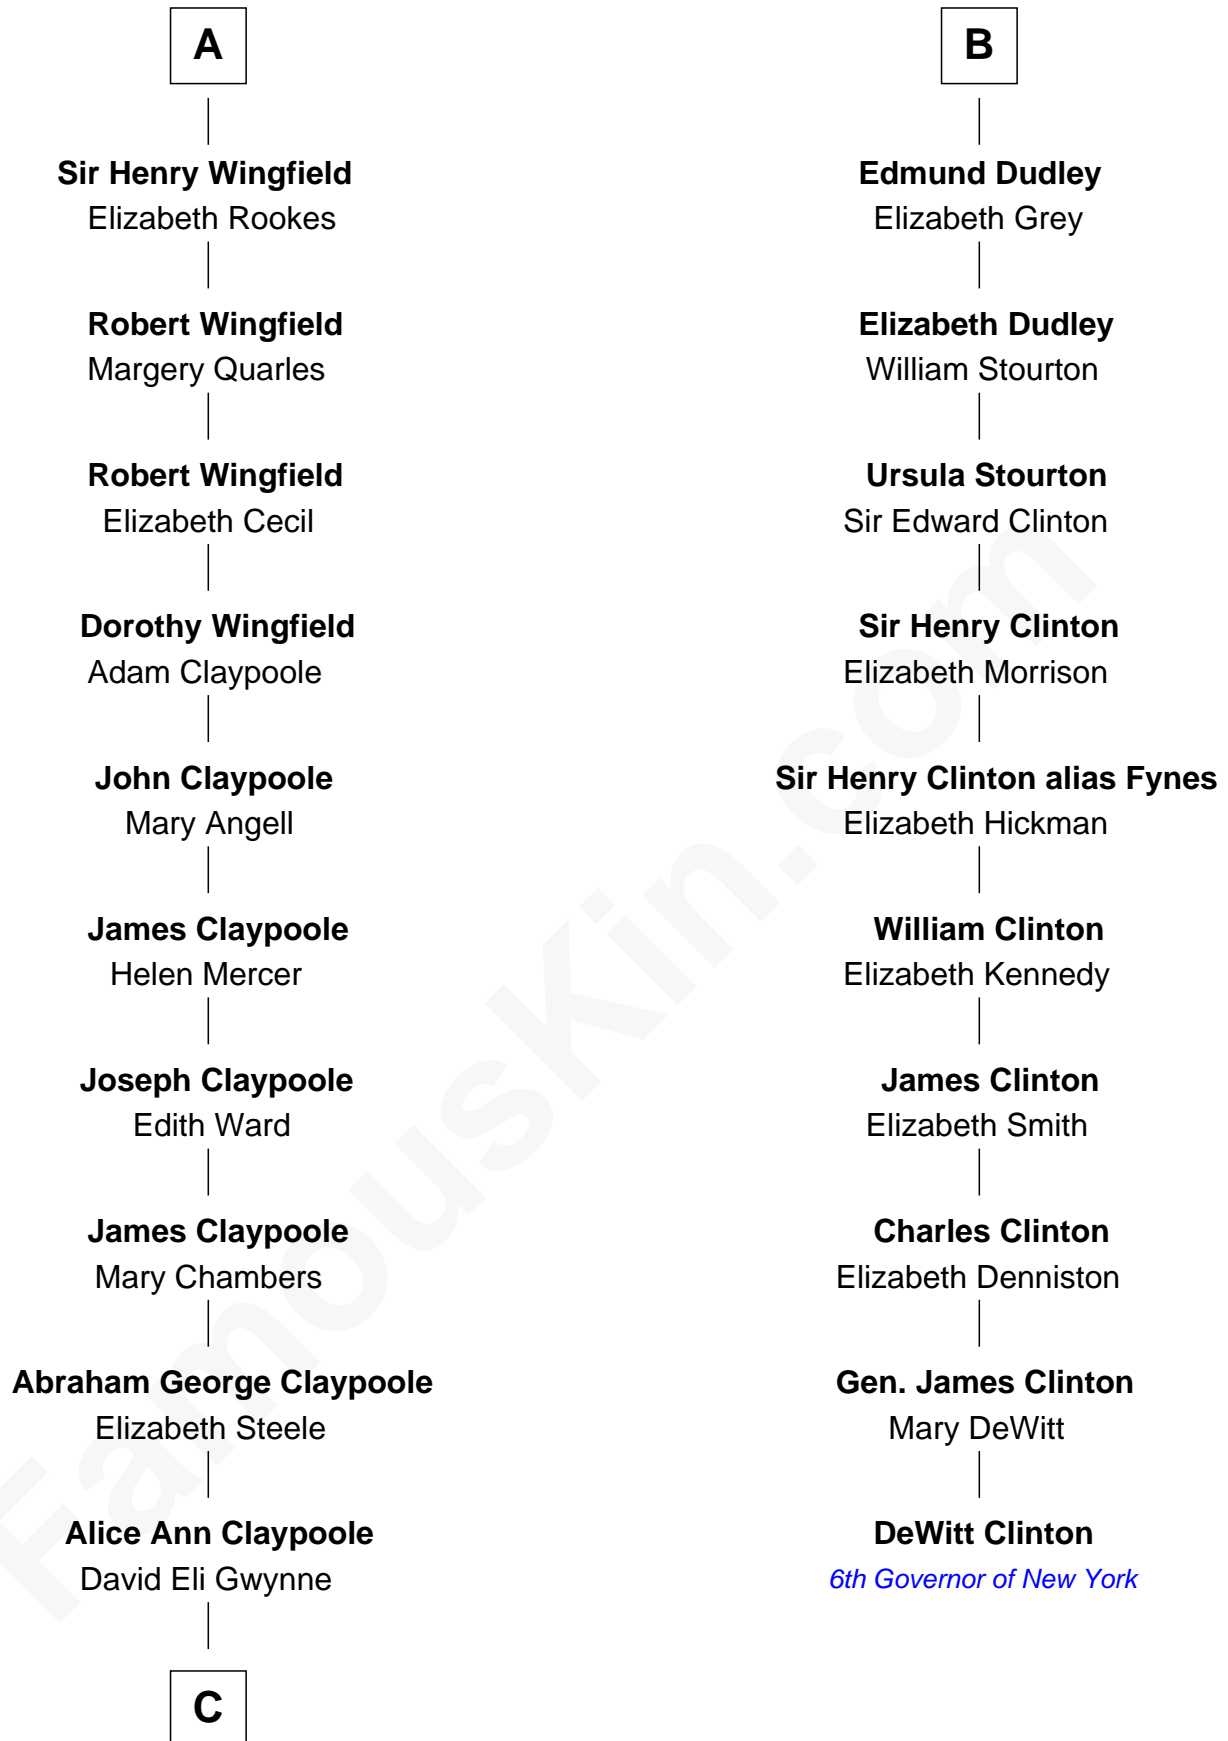 A
Sir Henry Wingfield
Elizabeth Rookes
Robert Wingfield
Margery Quarles
Robert Wingfield
Elizabeth Cecil
Dorothy Wingfield
Adam Claypoole
John Claypoole
Mary Angell
James Claypoole
Helen Mercer
Joseph Claypoole
Edith Ward
James Claypoole
Mary Chambers
Abraham George Claypoole
Elizabeth Steele
Alice Ann Claypoole
David Eli Gwynne
C
B
Edmund Dudley
Elizabeth Grey
Elizabeth Dudley
William Stourton
Ursula Stourton
Sir Edward Clinton
Sir Henry Clinton
Elizabeth Morrison
Sir Henry Clinton alias Fynes
Elizabeth Hickman
William Clinton
Elizabeth Kennedy
James Clinton
Elizabeth Smith
Charles Clinton
Elizabeth Denniston
Gen. James Clinton
Mary DeWitt
DeWitt Clinton
6th Governor of New York
FamousKin.com